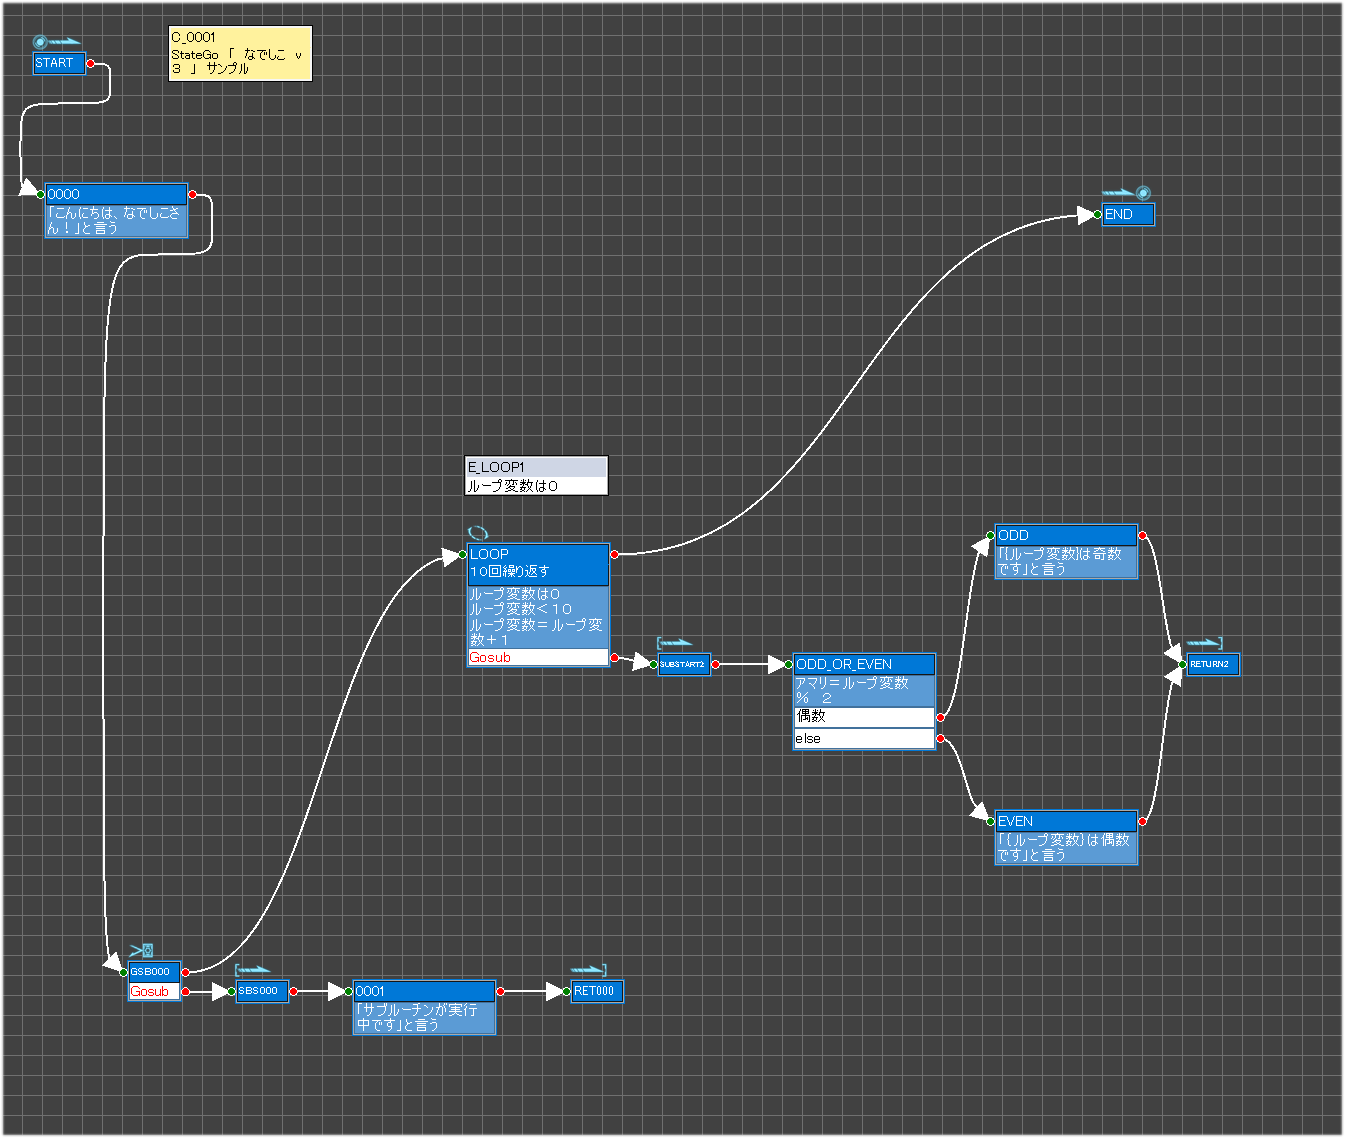 C_0001
StateGo 「 なでしこ v
３ 」 サンプル
START
0000
「こんにちは、なでしこさ
ん！」と言う
END
E_LOOP1
ループ変数は０
LOOP
１０回繰り返す
ループ変数は０
ループ変数＜１０
ループ変数＝ループ変
数＋１
Gosub
SUBSTART2
ODD_OR_EVEN
アマリ＝ループ変数
％ ２
偶数
else
ODD
「{ループ変数}は奇数
です」と言う
EVEN
「{ループ変数}は偶数
です」と言う
RETURN2
GSB000
Gosub
SBS000
0001
「サブルーチンが実行
中です」と言う
RET000